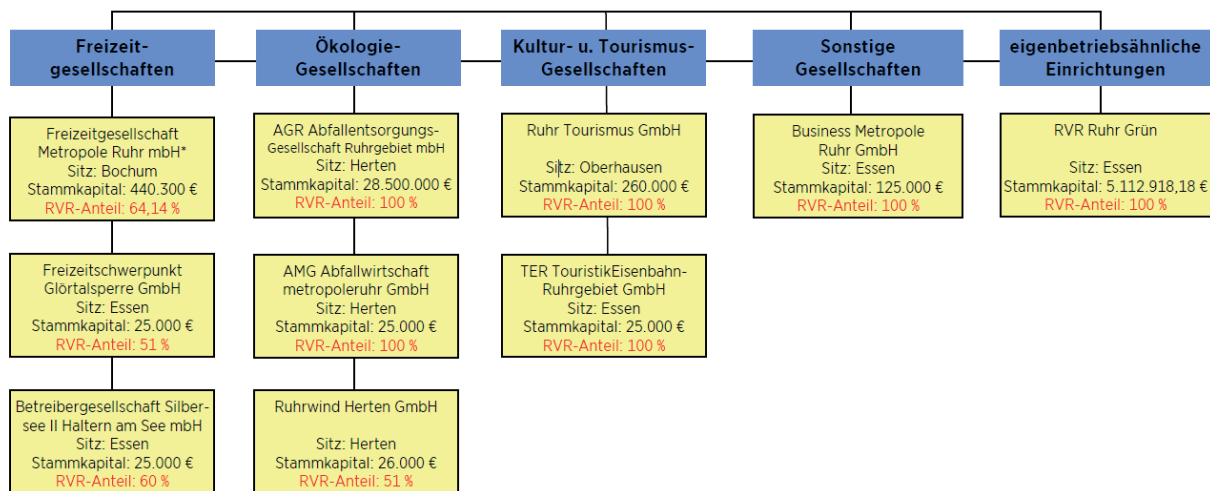 Freizeit-
gesellschaften
Ökologie-
Gesellschaften
Kultur- u. Tourismus-
Gesellschaften
Sonstige
Gesellschaften
eigenbetriebsähnliche
Einrichtungen
Freizeitgesellschaft
Metropole Ruhr mbH*
Sitz: Bochum
Stammkapital: 440.300 €
RVR-Anteil: 64,14 %
AGR Abfallentsorgungs-
Gesellschaft Ruhrgebiet mbH
Sitz: Herten
Stammkapital: 28.500.000 €
RVR-Anteil: 100 %
Ruhr Tourismus GmbH
Sitz: Oberhausen
Stammkapital: 260.000 €
RVR-Anteil: 100 %
Business Metropole
Ruhr GmbH
Sitz: Essen
Stammkapital: 125.000 €
RVR-Anteil: 100 %
RVR Ruhr Grün
Sitz: Essen
Stammkapital: 5.112.918,18 €
RVR-Anteil: 100 %
Freizeitschwerpunkt
Glörtalsperre GmbH
Sitz: Essen
Stammkapital: 25.000 €
RVR-Anteil: 51 %
AMG Abfallwirtschaft
metropoleruhr GmbH
Sitz: Herten
Stammkapital: 25.000 €
RVR-Anteil: 100 %
TER TouristikEisenbahn-
Ruhrgebiet GmbH
Sitz: Essen
Stammkapital: 25.000 €
RVR-Anteil: 100 %
Betreibergesellschaft Silber-
see II Haltern am See mbH
Sitz: Essen
Stammkapital: 25.000 €
RVR-Anteil: 60 %
Ruhrwind Herten GmbH
Sitz: Herten
Stammkapital: 26.000 €
RVR-Anteil: 51 %